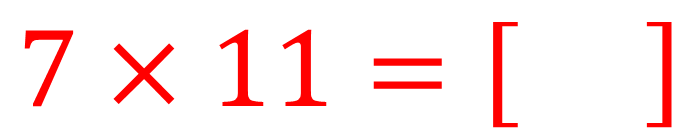 7 × 11 = [ ]